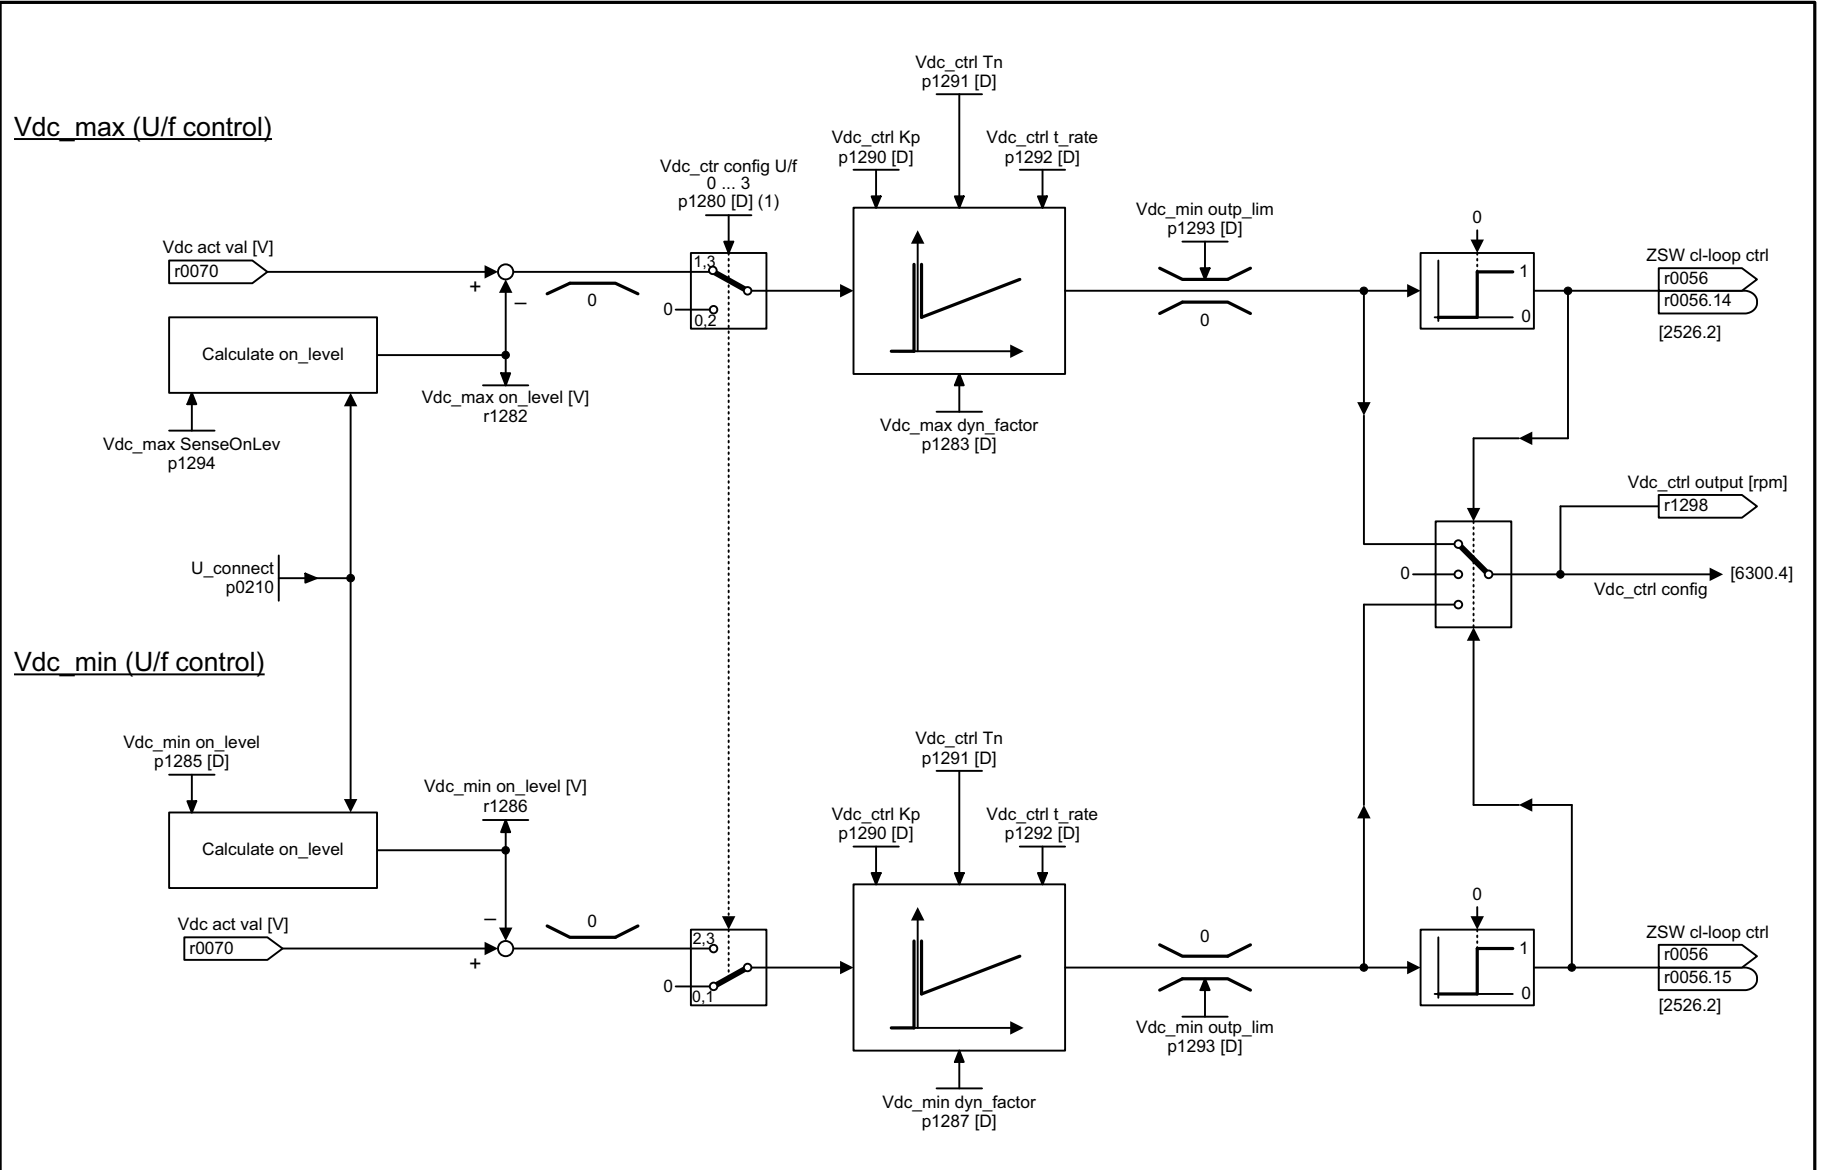 Vdc_max (U/f control)
Vdc_ctrl Tn
p1291 [D]
Vdc_ctrl Kp
p1290 [D]
Vdc_ctrl t_rate
p1292 [D]
Vdc_ctr config U/f
0 ... 3
p1280 [D] (1)
Vdc_min outp_lim
p1293 [D]
0
Vdc act val [V]
r0070
+
–
0
1,3
0
0,2
0
1
0
ZSW cl-loop ctrl
r0056
r0056.14
[2526.2]
Calculate on_level
Vdc_max on_level [V]
r1282
Vdc_max SenseOnLev
p1294
Vdc_max dyn_factor
p1283 [D]
U_connect
p0210
Vdc_ctrl output [rpm]
r1298
0
[6300.4]
Vdc_ctrl config
Vdc_min (U/f control)
Vdc_min on_level
p1285 [D]
Vdc_min on_level [V]
r1286
Calculate on_level
Vdc_ctrl Tn
p1291 [D]
Vdc_ctrl Kp
p1290 [D]
Vdc_ctrl t_rate
p1292 [D]
Vdc act val [V]
r0070
–
+
0
2,3
0
0,1
0
Vdc_min outp_lim
p1293 [D]
0
1
0
ZSW cl-loop ctrl
r0056
r0056.15
[2526.2]
Vdc_min dyn_factor
p1287 [D]